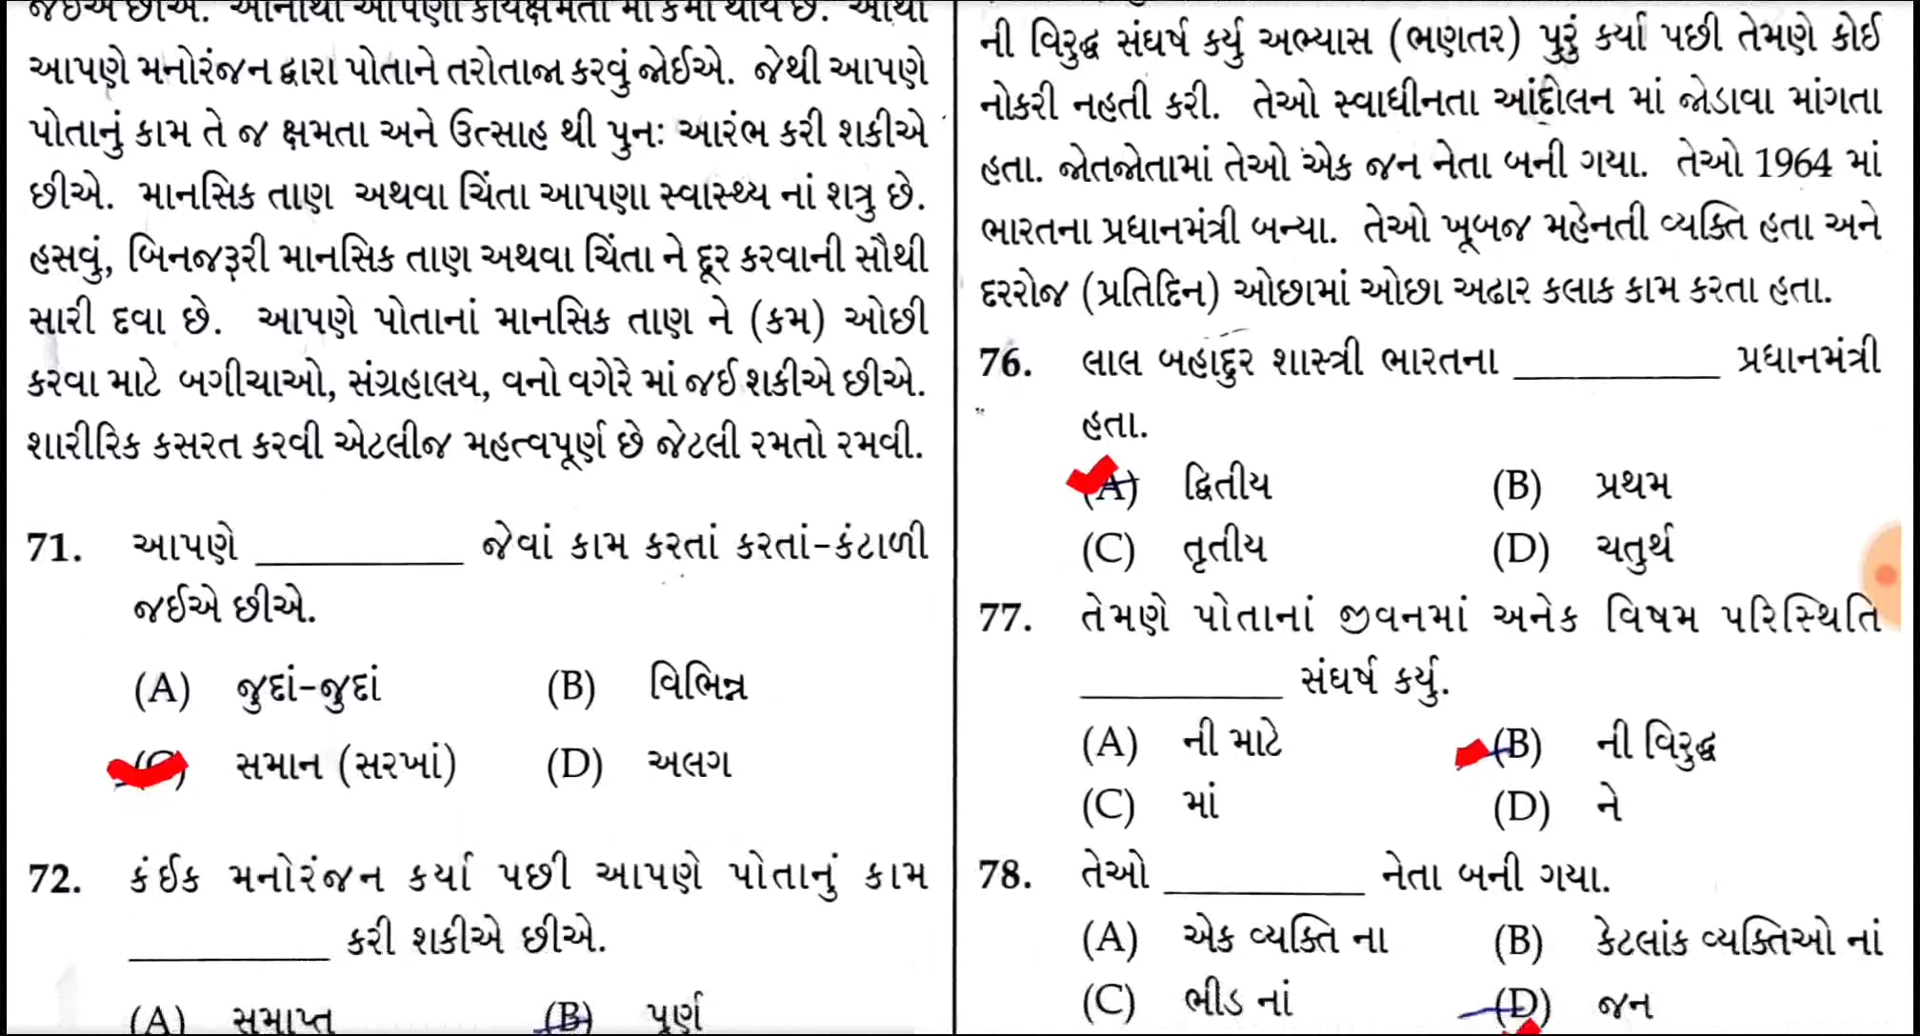 આપણે મનોરંજન દ્વારા પોતાને તરોતાજા કરવું જોઈએ. જેથી આપણે
પોતાનું કામ તે જ ક્ષમતા અને ઉત્સાહ થી પુનઃ આરંભ કરી શકીએ
છીએ. માનસિક તાણ અથવા ચિંતા આપણા સ્વાસ્થ્ય નાં શત્રુ છે.
હસવું, બિનજરૂરી માનસિક તાણ અથવા ચિંતા ને દૂર કરવાની સૌથી
સારી દવા છે. આપણે પોતાનાં માનસિક તાણ ને (કમ) ઓછી
કરવા માટે બગીચાઓ, સંગ્રહાલય, વનો વગેરે માં જઈ શકીએ છીએ.
શારીરિક કસરત કરવી એટલીજ મહત્વપૂર્ણ છે જેટલી રમતો રમવી.
71. આપણે _________ જેવાં કામ કરતાં કરતાં-કંટાળી
જઈએ છીએ.
(A) જુદાં-જુદાં (B) વિભિન્ન
(C) સમાન (સરખાં) (D) અલગ
72. કંઈક મનોરંજન કર્યા પછી આપણે પોતાનું કામ
_________ કરી શકીએ છીએ.
(A) સમાપ્ત (B) પૂર્ણ
ની વિરુદ્ધ સંઘર્ષ કર્યુ અભ્યાસ (ભણતર) પુરું કર્યા પછી તેમણે કોઈ
નોકરી નહતી કરી. તેઓ સ્વાધીનતા આંદોલન માં જોડાવા માંગતા
હતા. જોતજોતામાં તેઓ એક જન નેતા બની ગયા. તેઓ 1964 માં
ભારતના પ્રધાનમંત્રી બન્યા. તેઓ ખૂબજ મહેનતી વ્યક્તિ હતા અને
દરરોજ (પ્રતિદિન) ઓછામાં ઓછા અઢાર કલાક કામ કરતા હતા.
76. લાલ બહાદુર શાસ્ત્રી ભારતના _________ પ્રધાનમંત્રી
હતા.
(A) દ્વિતીય (B) પ્રથમ
(C) તૃતીય (D) ચતુર્થ
77. તેમણે પોતાનાં જીવનમાં અનેક વિષમ પરિસ્થિતિ
_________ સંઘર્ષ કર્યુ.
(A) ની માટે (B) ની વિરુદ્ધ
(C) માં (D) ને
78. તેઓ _________ નેતા બની ગયા.
(A) એક વ્યક્તિ ના (B) કેટલાંક વ્યક્તિઓ નાં
(C) ભીડ નાં (D) જન